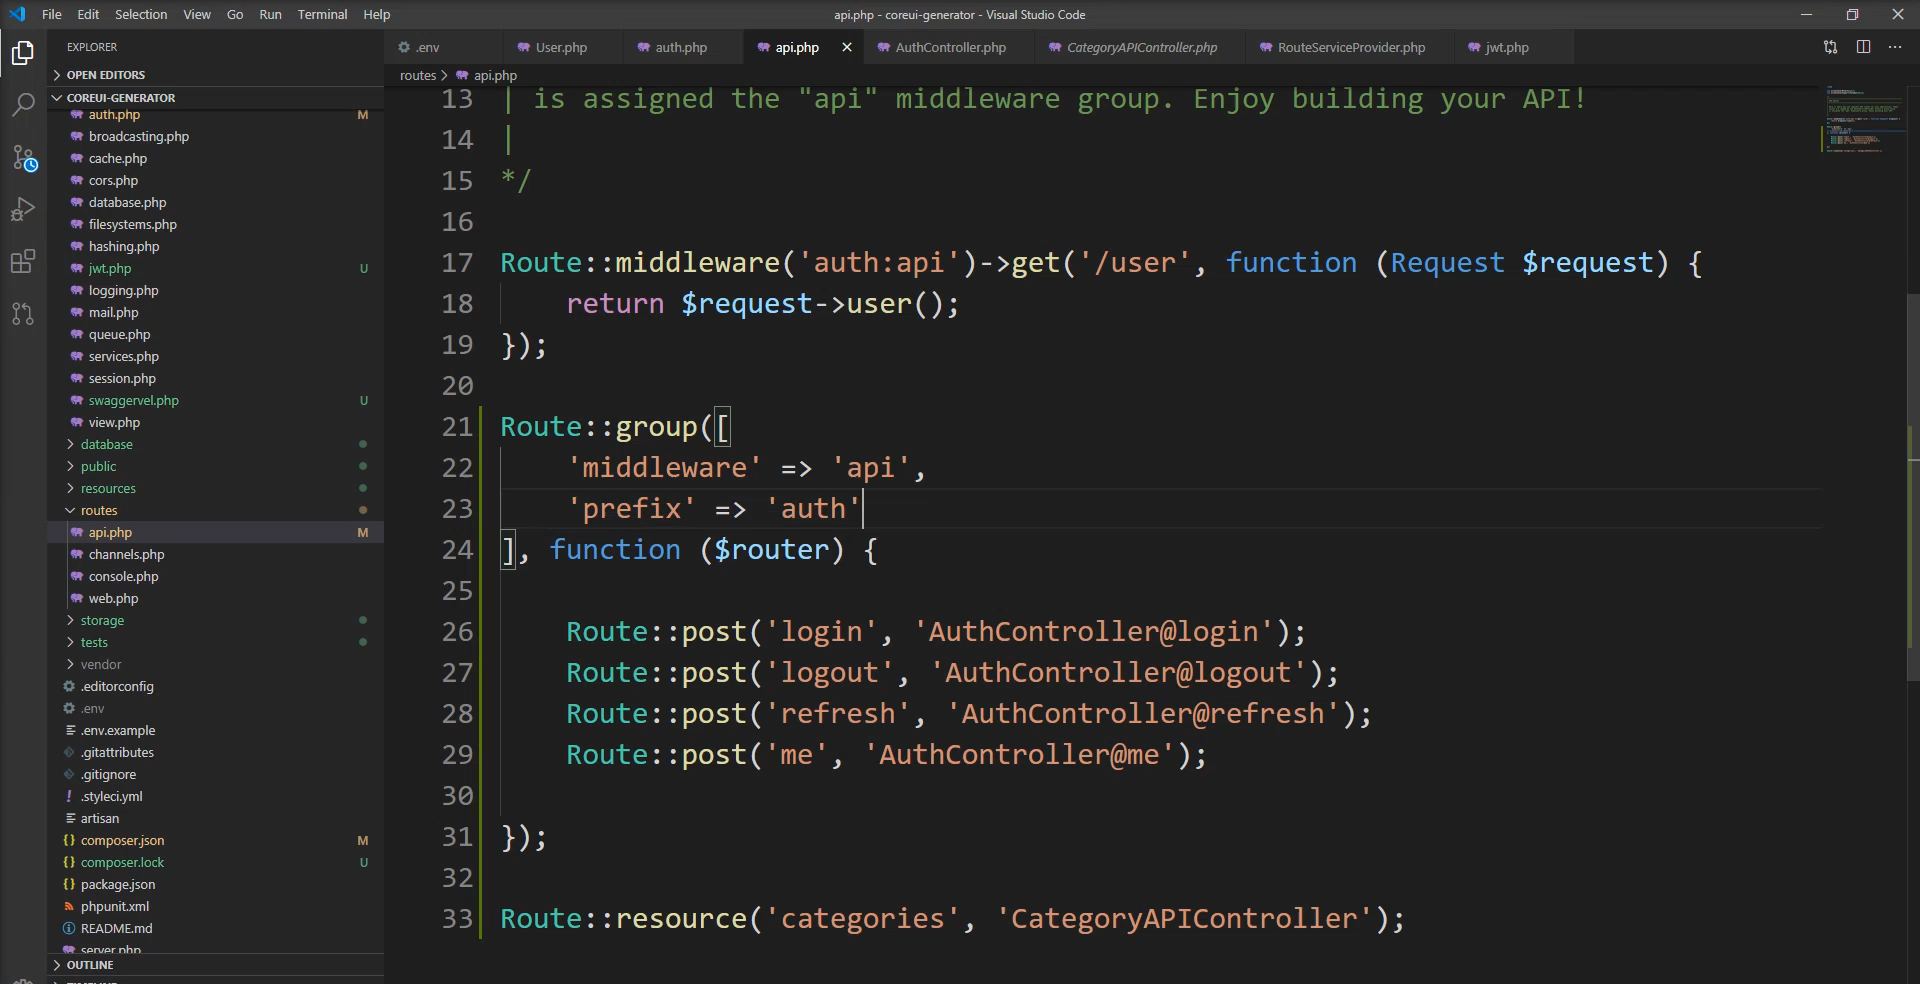 File Edit Selection View Go Run Terminal Help
api.php - coreui-generator - Visual Studio Code
EXPLORER
OPEN EDITORS
COREUI-GENERATOR
auth.php M
broadcasting.php
cache.php
cors.php
database.php
filesystems.php
hashing.php
jwt.php U
logging.php
mail.php
queue.php
services.php
session.php
swaggervel.php U
view.php
database
public
resources
routes
api.php M
channels.php
console.php
web.php
storage
tests
vendor
.editorconfig
.env
.env.example
.gitattributes
.gitignore
.styleci.yml
artisan
composer.json M
composer.lock U
package.json
phpunit.xml
README.md
server.php
OUTLINE
.env User.php auth.php api.php AuthController.php CategoryAPIController.php RouteServiceProvider.php jwt.php
routes > api.php
13 | is assigned the "api" middleware group. Enjoy building your API!
14 |
15 */
16
17 Route::middleware('auth:api')->get('/user', function (Request $request) {
18 return $request->user();
19 });
20
21 Route::group([
22 'middleware' => 'api',
23 'prefix' => 'auth'
24 ], function ($router) {
25
26 Route::post('login', 'AuthController@login');
27 Route::post('logout', 'AuthController@logout');
28 Route::post('refresh', 'AuthController@refresh');
29 Route::post('me', 'AuthController@me');
30
31 });
32
33 Route::resource('categories', 'CategoryAPIController');